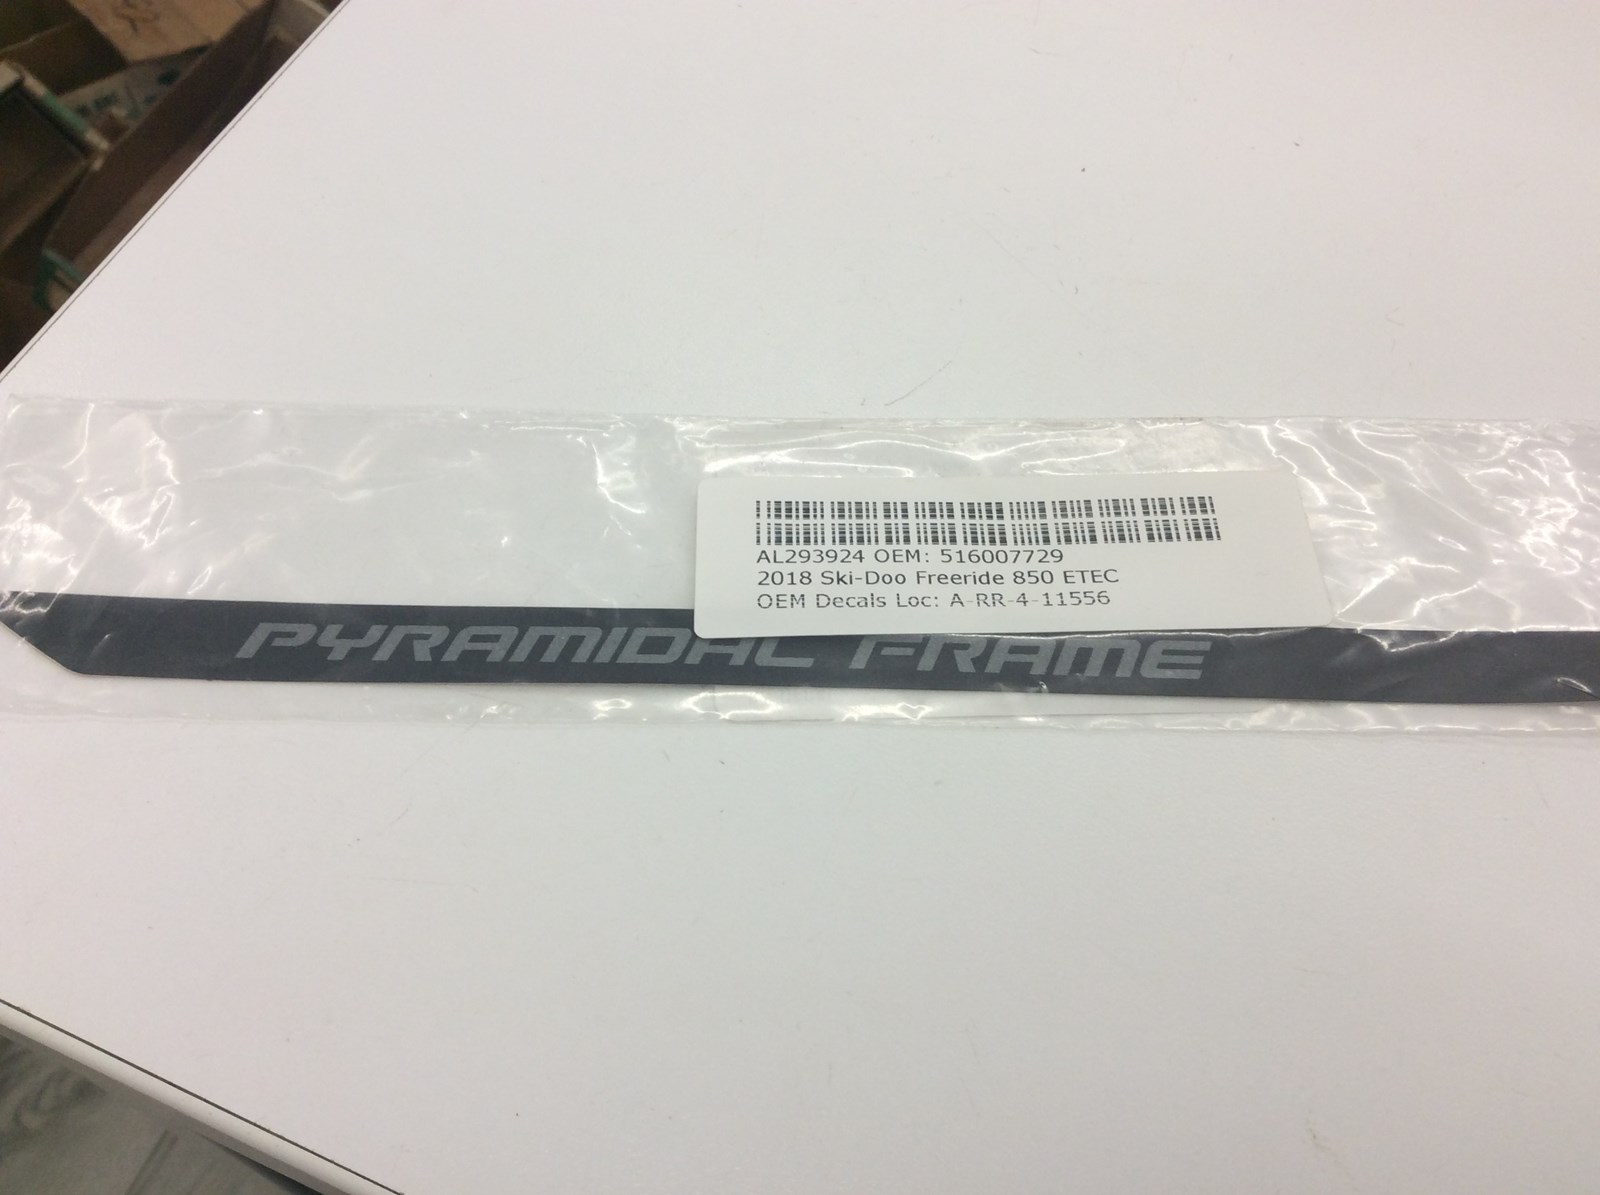 AL293924 OEM: 516007729
2018 Ski-Doo Freeride 850 ETEC
OEM Decals Loc: A-RR-4-11556
PYRAMIDAL FRAME